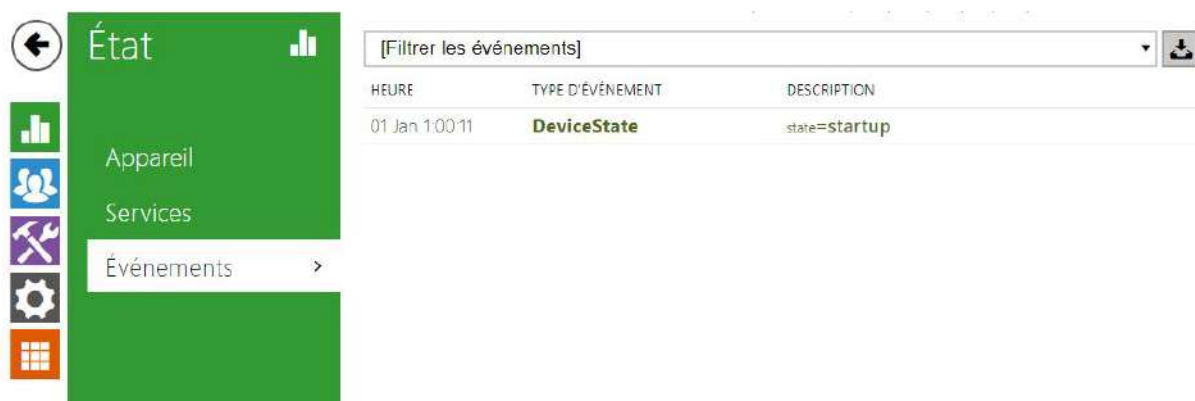 État
[Filtrer les événements]
HEURE TYPE D'ÉVÉNEMENT DESCRIPTION
01 Jan 1:00:11 DeviceState state=startup
Appareil
Services
Événements